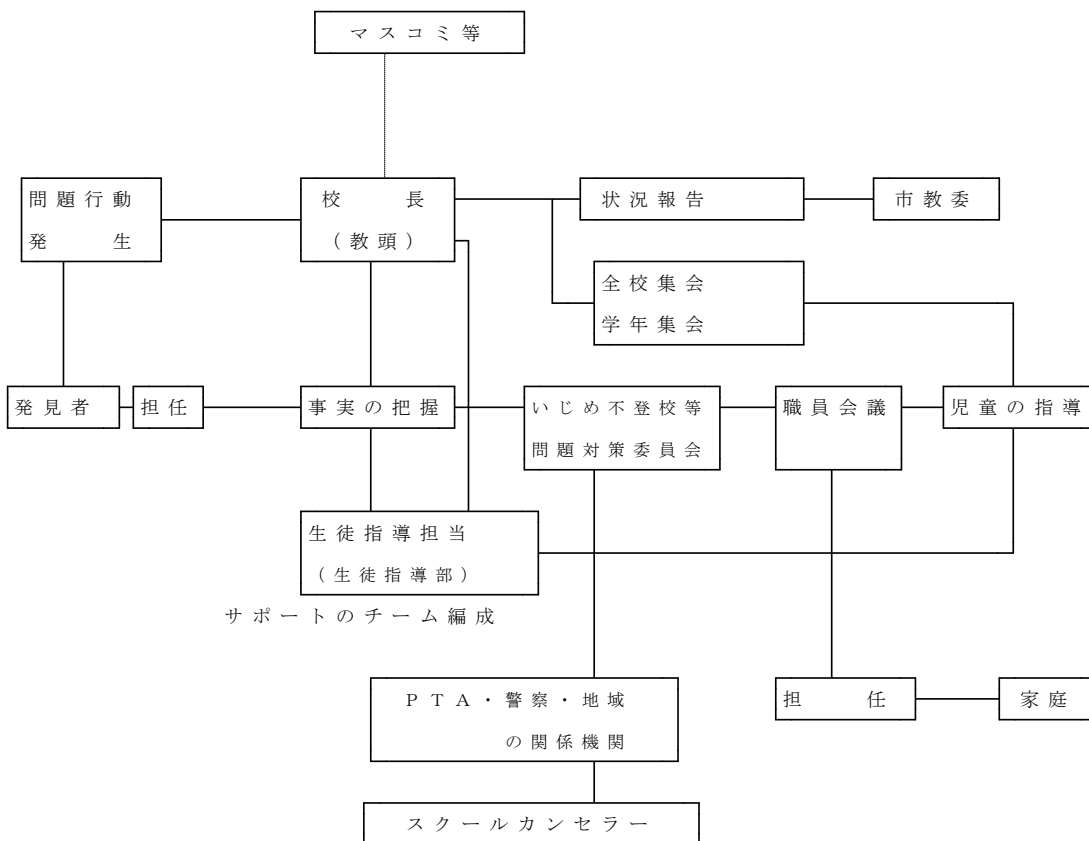 マスコミ等
問題行動
発　　生
校　　長
（教頭）
状況報告
市教委
全校集会
学年集会
発見者
担任
事実の把握
いじめ不登校等
問題対策委員会
職員会議
児童の指導
生徒指導担当
（生徒指導部）
サポートのチーム編成
ＰＴＡ・警察・地域
の関係機関
担　　任
家庭
スクールカンセラー